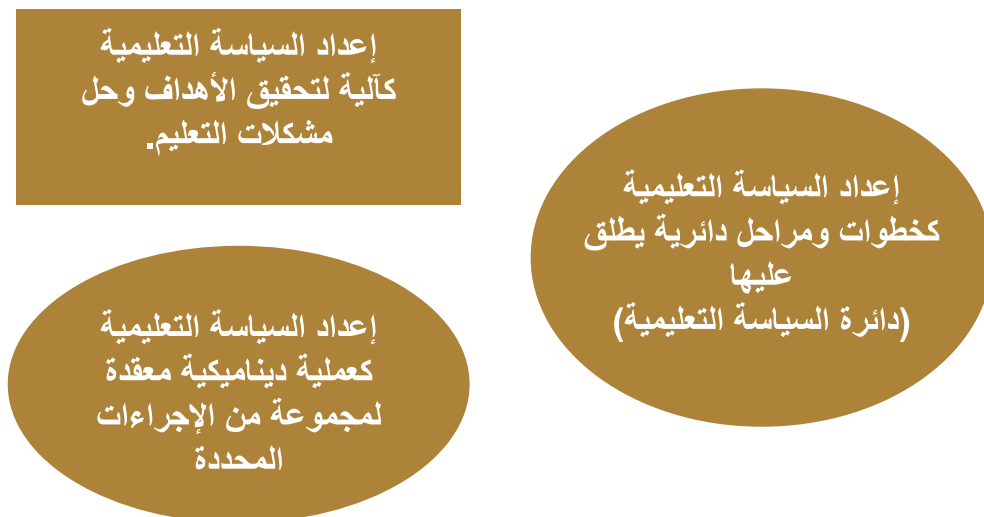 إعداد السياسة التعليمية
كآلية لتحقيق الأهداف وحل
مشكلات التعليم.
إعداد السياسة التعليمية
كخطوات ومراحل دائرية يطلق
عليها
(دائرة السياسة التعليمية)
إعداد السياسة التعليمية
كعملية ديناميكية معقدة
لمجموعة من الإجراءات
المحددة